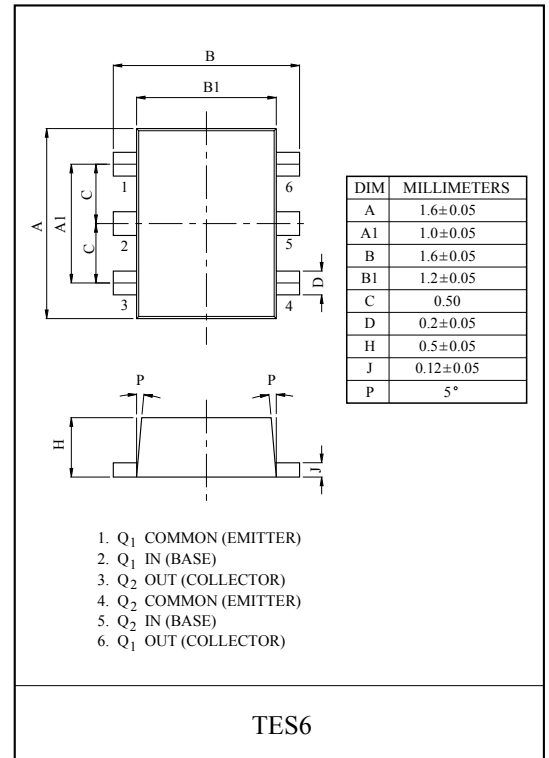 B
B1
A
A1
C
C
D
1
2
3
4
5
6
P
P
H
J
DIM MILLIMETERS
A 1.6±0.05
A1 1.0±0.05
B 1.6±0.05
B1 1.2±0.05
C 0.50
D 0.2±0.05
H 0.5±0.05
J 0.12±0.05
P 5°
1. Q1 COMMON (EMITTER)
2. Q1 IN (BASE)
3. Q2 OUT (COLLECTOR)
4. Q2 COMMON (EMITTER)
5. Q2 IN (BASE)
6. Q1 OUT (COLLECTOR)
TES6